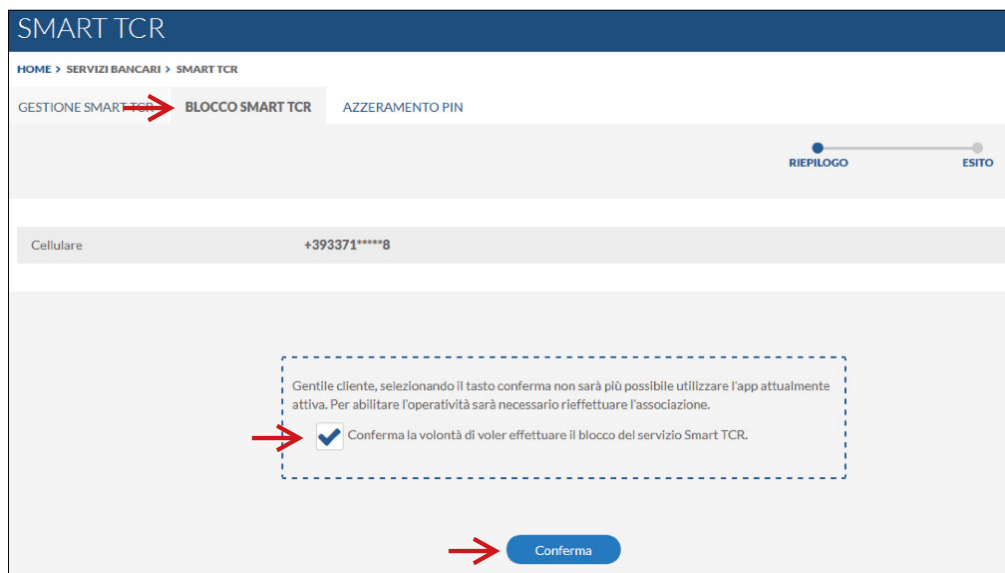 SMART TCR
HOME > SERVIZI BANCARI > SMART TCR
GESTIONE SMART TCR BLOCCO SMART TCR AZZERAMENTO PIN
RIEPILOGO ESITO
Cellulare +393371*****8
Gentile cliente, selezionando il tasto conferma non sarà più possibile utilizzare l'app attualmente
attiva. Per abilitare l'operatività sarà necessario rieffettuare l'associazione.
Conferma la volontà di voler effettuare il blocco del servizio Smart TCR.
Conferma